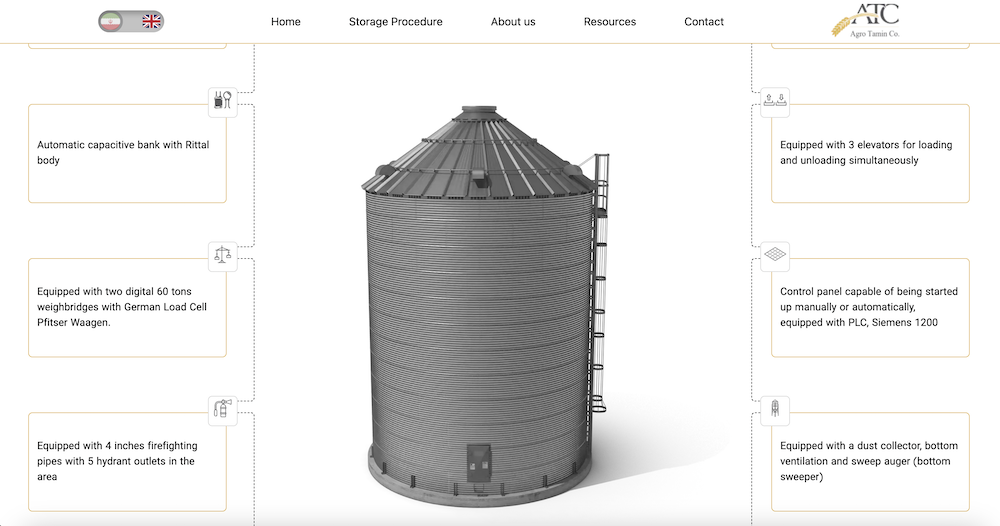 Home
Storage Procedure
About us
Resources
Contact
ATC
Agro Tamin Co.
Automatic capacitive bank with Rittal
body
Equipped with two digital 60 tons
weighbridges with German Load Cell
Pfitser Waagen.
Equipped with 4 inches firefighting
pipes with 5 hydrant outlets in the
area
Equipped with 3 elevators for loading
and unloading simultaneously
Control panel capable of being started
up manually or automatically,
equipped with PLC, Siemens 1200
Equipped with a dust collector, bottom
ventilation and sweep auger (bottom
sweeper)